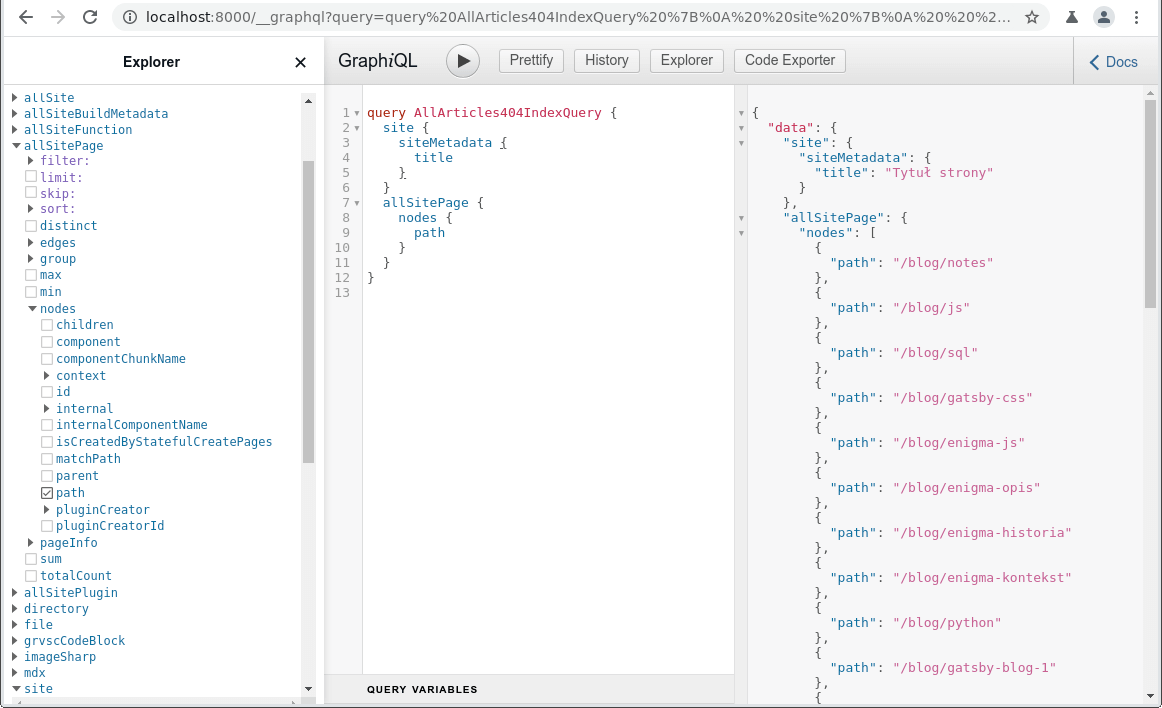 localhost:8000/__graphql?query=query%20AllArticles404IndexQuery%20%7B%0A%20%20site%20%7B%0A%20%20%2...
Explorer
allSite
allSiteBuildMetadata
allSiteFunction
allSitePage
filter:
limit:
skip:
sort:
distinct
edges
group
max
min
nodes
children
component
componentChunkName
context
id
internal
internalComponentName
isCreatedByStatefulCreatePages
matchPath
parent
path
pluginCreator
pluginCreatorId
pageInfo
sum
totalCount
allSitePlugin
directory
file
grvscCodeBlock
imageSharp
mdx
site
GraphiQL
Prettify
History
Explorer
Code Exporter
Docs
1 query AllArticles404IndexQuery {
2 site {
3 siteMetadata {
4 title
5 }
6 }
7 allSitePage {
8 nodes {
9 path
10 }
11 }
12 }
13
QUERY VARIABLES
{
"data": {
"site": {
"siteMetadata": {
"title": "Tytuł strony"
}
},
"allSitePage": {
"nodes": [
{
"path": "/blog/notes"
},
{
"path": "/blog/js"
},
{
"path": "/blog/sql"
},
{
"path": "/blog/gatsby-css"
},
{
"path": "/blog/enigma-js"
},
{
"path": "/blog/enigma-opis"
},
{
"path": "/blog/enigma-historia"
},
{
"path": "/blog/enigma-kontekst"
},
{
"path": "/blog/python"
},
{
"path": "/blog/gatsby-blog-1"
},
{